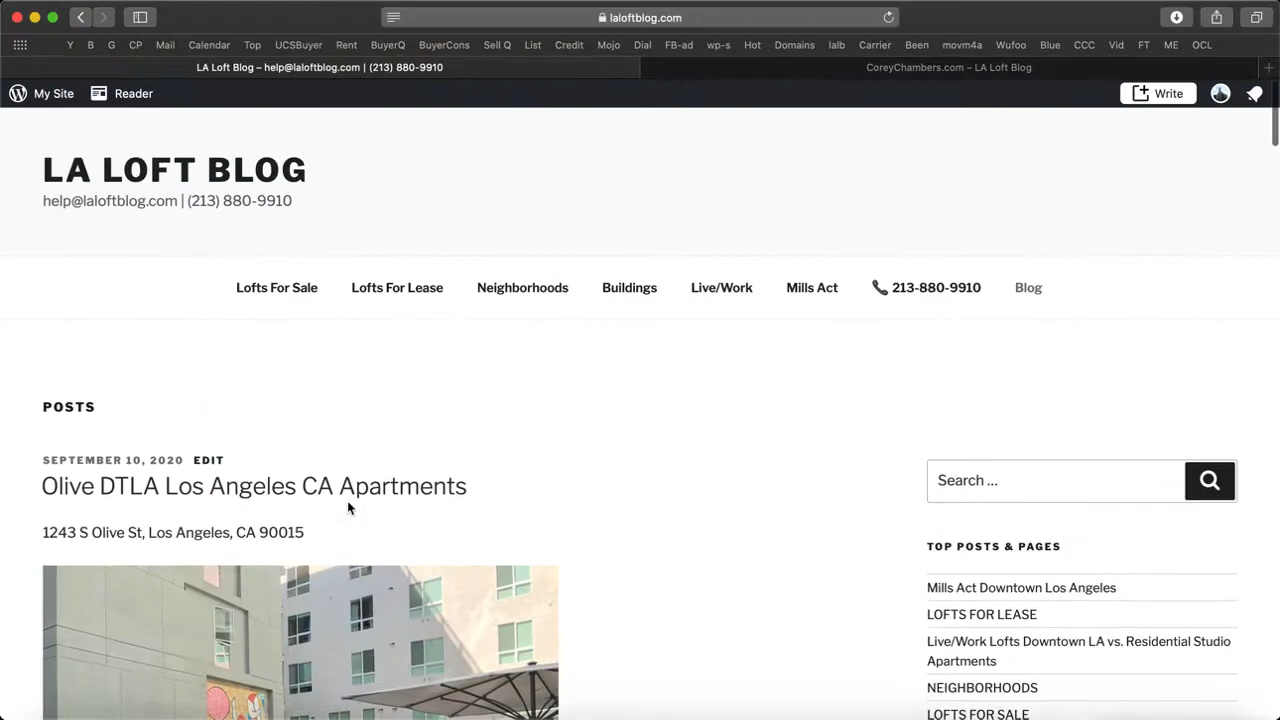 laloftblog.com
Y B G CP Mail Calendar Top UCSBuyer Rent BuyerQ BuyerCons Sell Q List Credit Mojo Dial FB-ad wp-s Hot Domains lalb Carrier Been movm4a Wufoo Blue CCC Vid FT ME OCL
LA Loft Blog – help@laloftblog.com | (213) 880-9910 CoreyChambers.com – LA Loft Blog
My Site Reader Write
LA LOFT BLOG
help@laloftblog.com | (213) 880-9910
Lofts For Sale Lofts For Lease Neighborhoods Buildings Live/Work Mills Act 213-880-9910 Blog
POSTS
SEPTEMBER 10, 2020 EDIT
Olive DTLA Los Angeles CA Apartments
1243 S Olive St, Los Angeles, CA 90015
Search ...
TOP POSTS & PAGES
Mills Act Downtown Los Angeles
LOFTS FOR LEASE
Live/Work Lofts Downtown LA vs. Residential Studio
Apartments
NEIGHBORHOODS
LOFTS FOR SALE